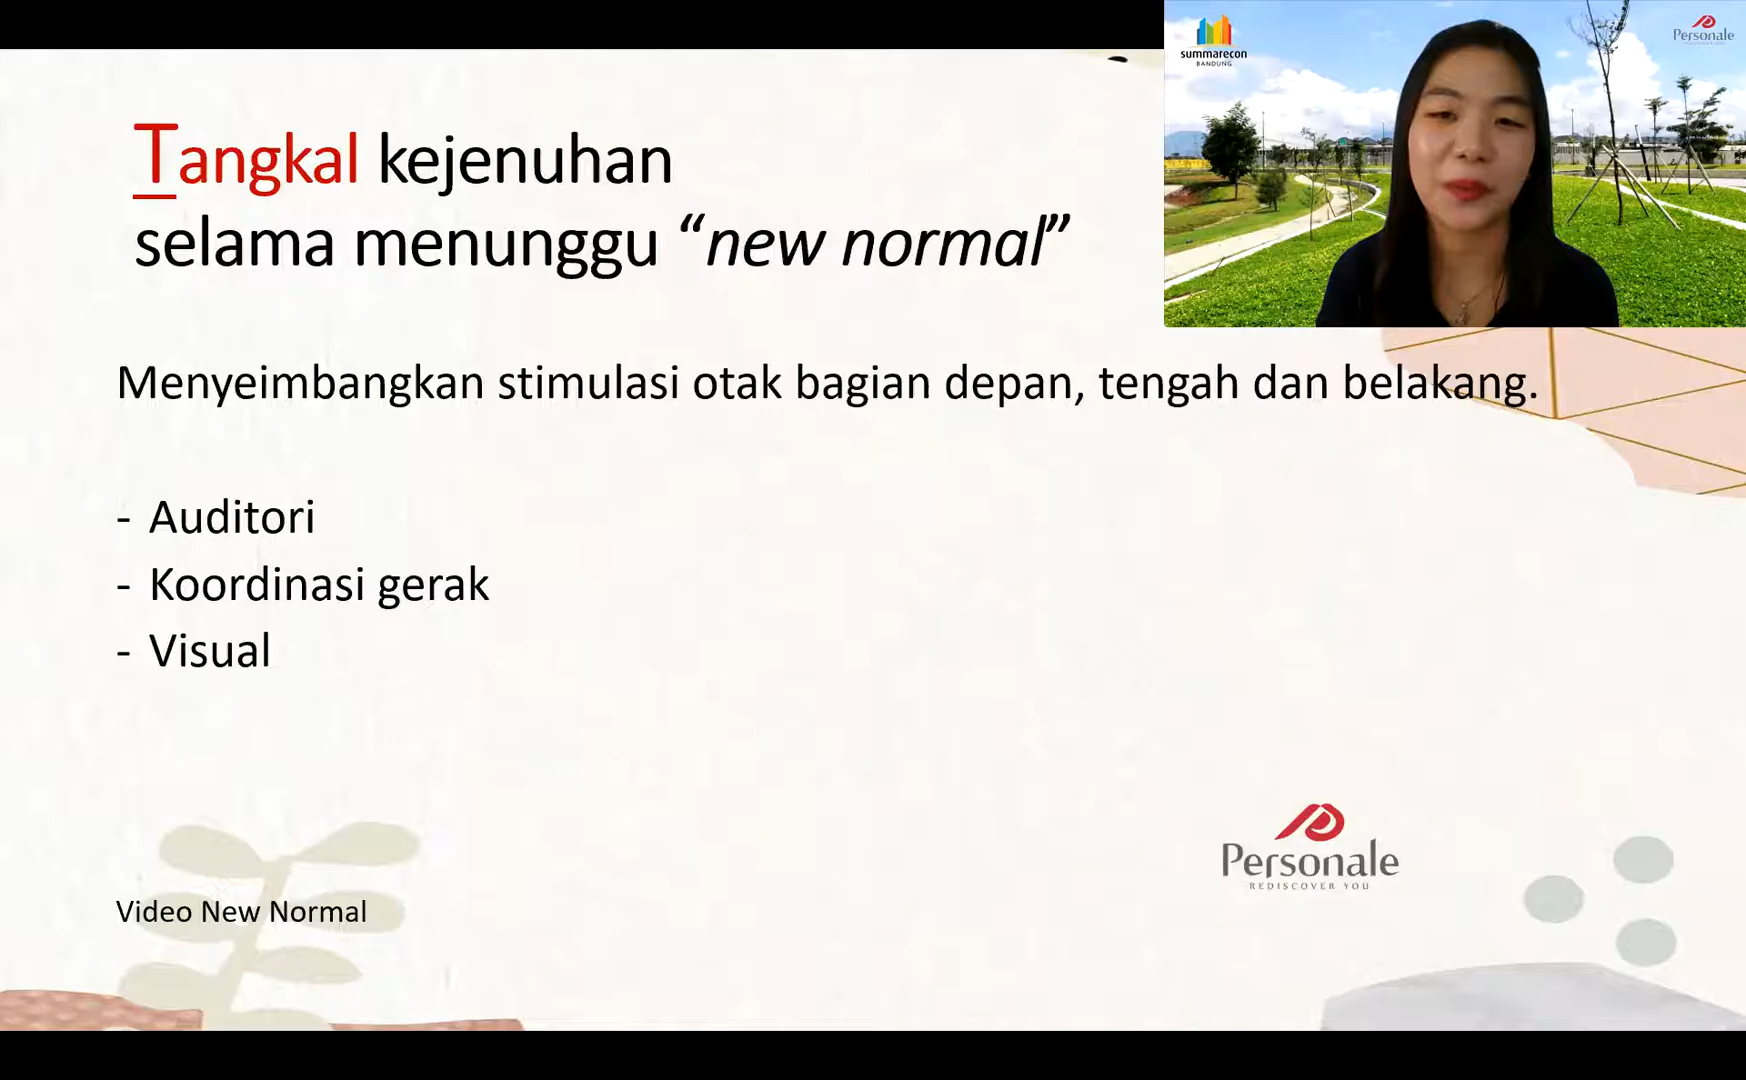 summarecon
BANDUNG
Personale
Tangkal kejenuhan
selama menunggu “new normal”
Menyeimbangkan stimulasi otak bagian depan, tengah dan belakang.
- Auditori
- Koordinasi gerak
- Visual
Personale
REDISCOVER YOU
Video New Normal